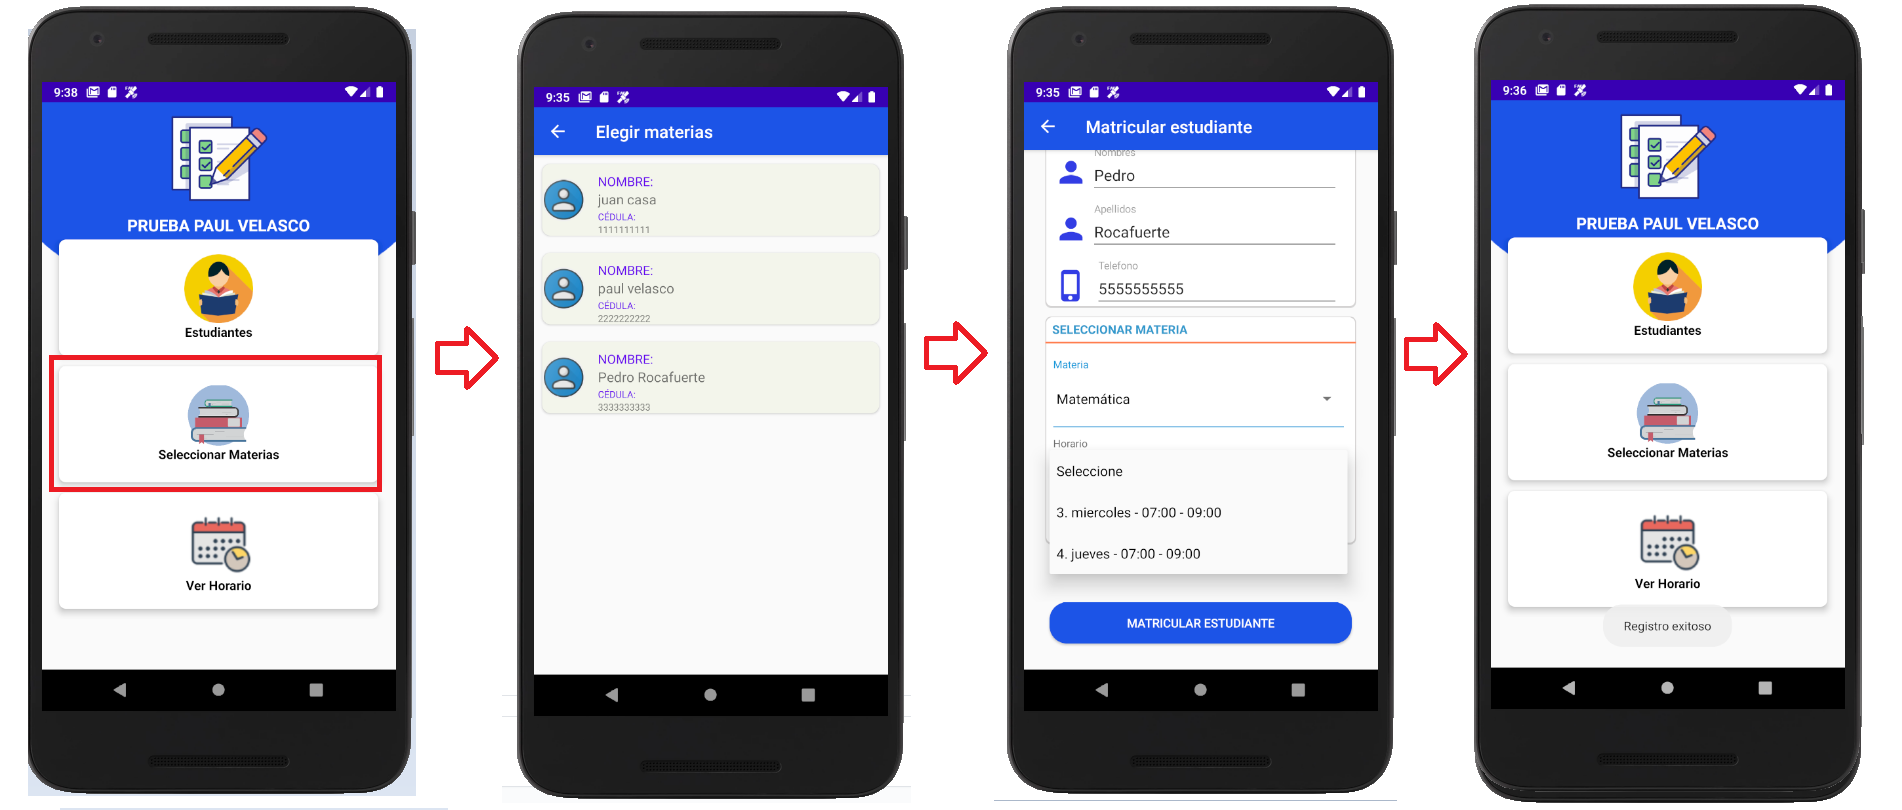 9:38
PRUEBA PAUL VELASCO
Estudiantes
Seleccionar Materias
Ver Horario
9:35
Elegir materias
NOMBRE:
juan casa
CÉDULA:
1111111111
NOMBRE:
paul velasco
CÉDULA:
2222222222
NOMBRE:
Pedro Rocafuerte
CÉDULA:
3333333333
9:35
Matricular estudiante
Nombres
Pedro
Apellidos
Rocafuerte
Telefono
5555555555
SELECCIONAR MATERIA
Materia
Matemática
Horario
Seleccione
3. miercoles - 07:00 - 09:00
4. jueves - 07:00 - 09:00
MATRICULAR ESTUDIANTE
9:36
PRUEBA PAUL VELASCO
Estudiantes
Seleccionar Materias
Ver Horario
Registro exitoso